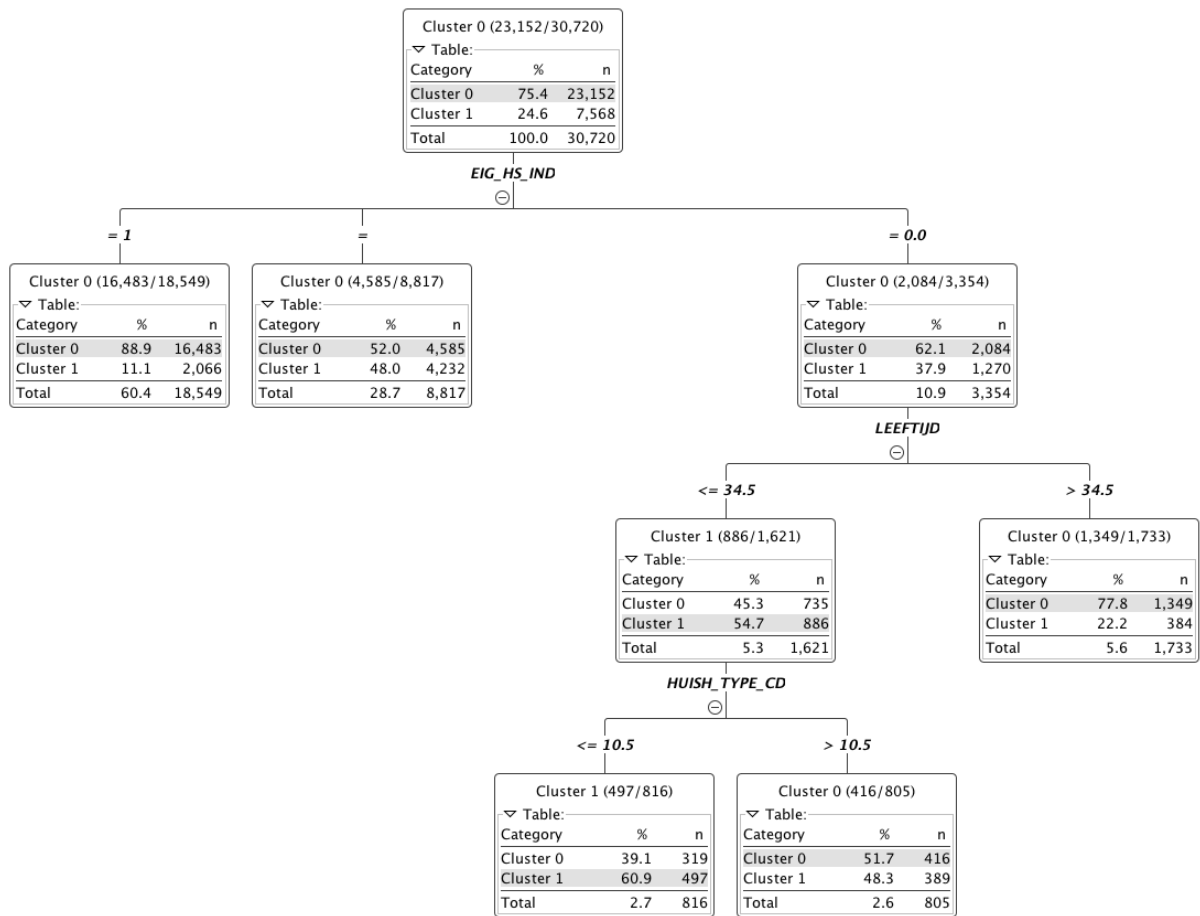 Cluster 0 (23,152/30,720)
Table:
Category % n
Cluster 0 75.4 23,152
Cluster 1 24.6 7,568
Total 100.0 30,720
EIG_HS_IND
= 1
=
= 0.0
Cluster 0 (16,483/18,549)
Table:
Category % n
Cluster 0 88.9 16,483
Cluster 1 11.1 2,066
Total 60.4 18,549
Cluster 0 (4,585/8,817)
Table:
Category % n
Cluster 0 52.0 4,585
Cluster 1 48.0 4,232
Total 28.7 8,817
Cluster 0 (2,084/3,354)
Table:
Category % n
Cluster 0 62.1 2,084
Cluster 1 37.9 1,270
Total 10.9 3,354
LEEFTIJD
<= 34.5
> 34.5
Cluster 1 (886/1,621)
Table:
Category % n
Cluster 0 45.3 735
Cluster 1 54.7 886
Total 5.3 1,621
Cluster 0 (1,349/1,733)
Table:
Category % n
Cluster 0 77.8 1,349
Cluster 1 22.2 384
Total 5.6 1,733
HUISH_TYPE_CD
<= 10.5
> 10.5
Cluster 1 (497/816)
Table:
Category % n
Cluster 0 39.1 319
Cluster 1 60.9 497
Total 2.7 816
Cluster 0 (416/805)
Table:
Category % n
Cluster 0 51.7 416
Cluster 1 48.3 389
Total 2.6 805